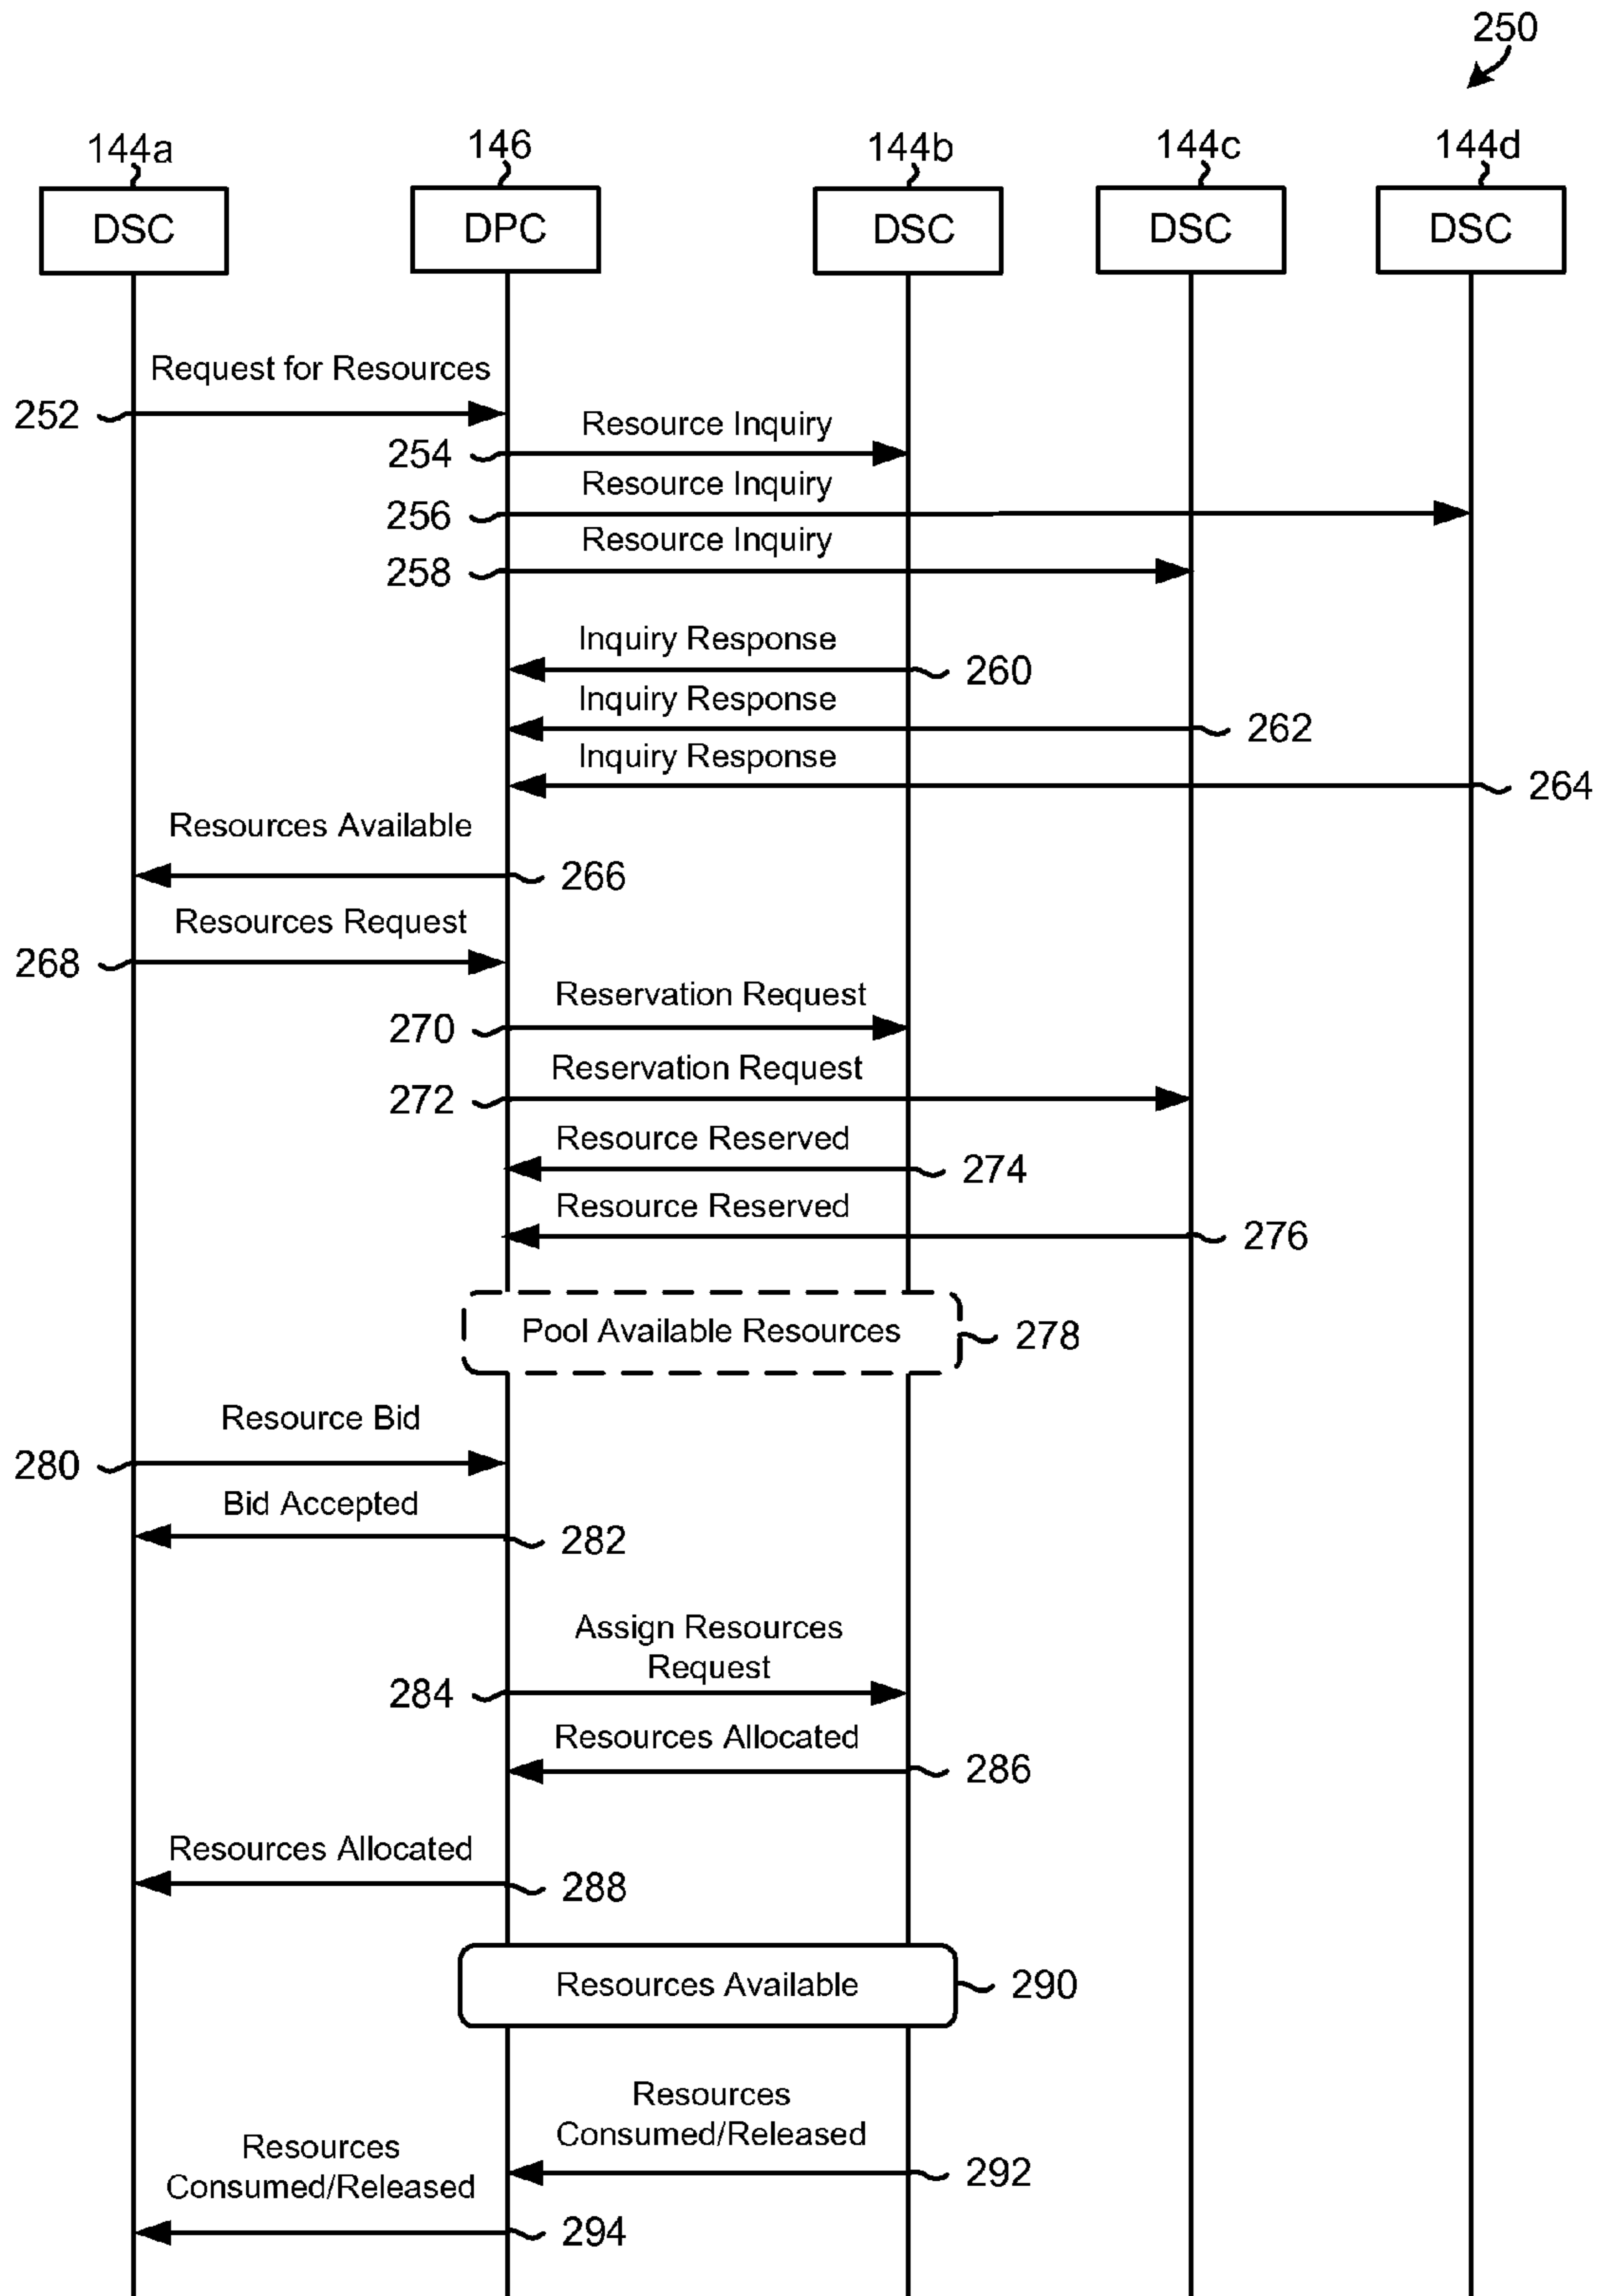 250
144a
146
144b
144c
144d
DSC
DPC
DSC
DSC
DSC
Request for Resources
252
Resource Inquiry
254
Resource Inquiry
256
Resource Inquiry
258
Inquiry Response
260
Inquiry Response
262
Inquiry Response
264
Resources Available
266
Resources Request
268
Reservation Request
270
Reservation Request
272
Resource Reserved
274
Resource Reserved
276
Pool Available Resources
278
Resource Bid
280
Bid Accepted
282
Assign Resources
Request
284
Resources Allocated
286
Resources Allocated
288
Resources Available
290
Resources
Consumed/Released
292
Resources
Consumed/Released
294